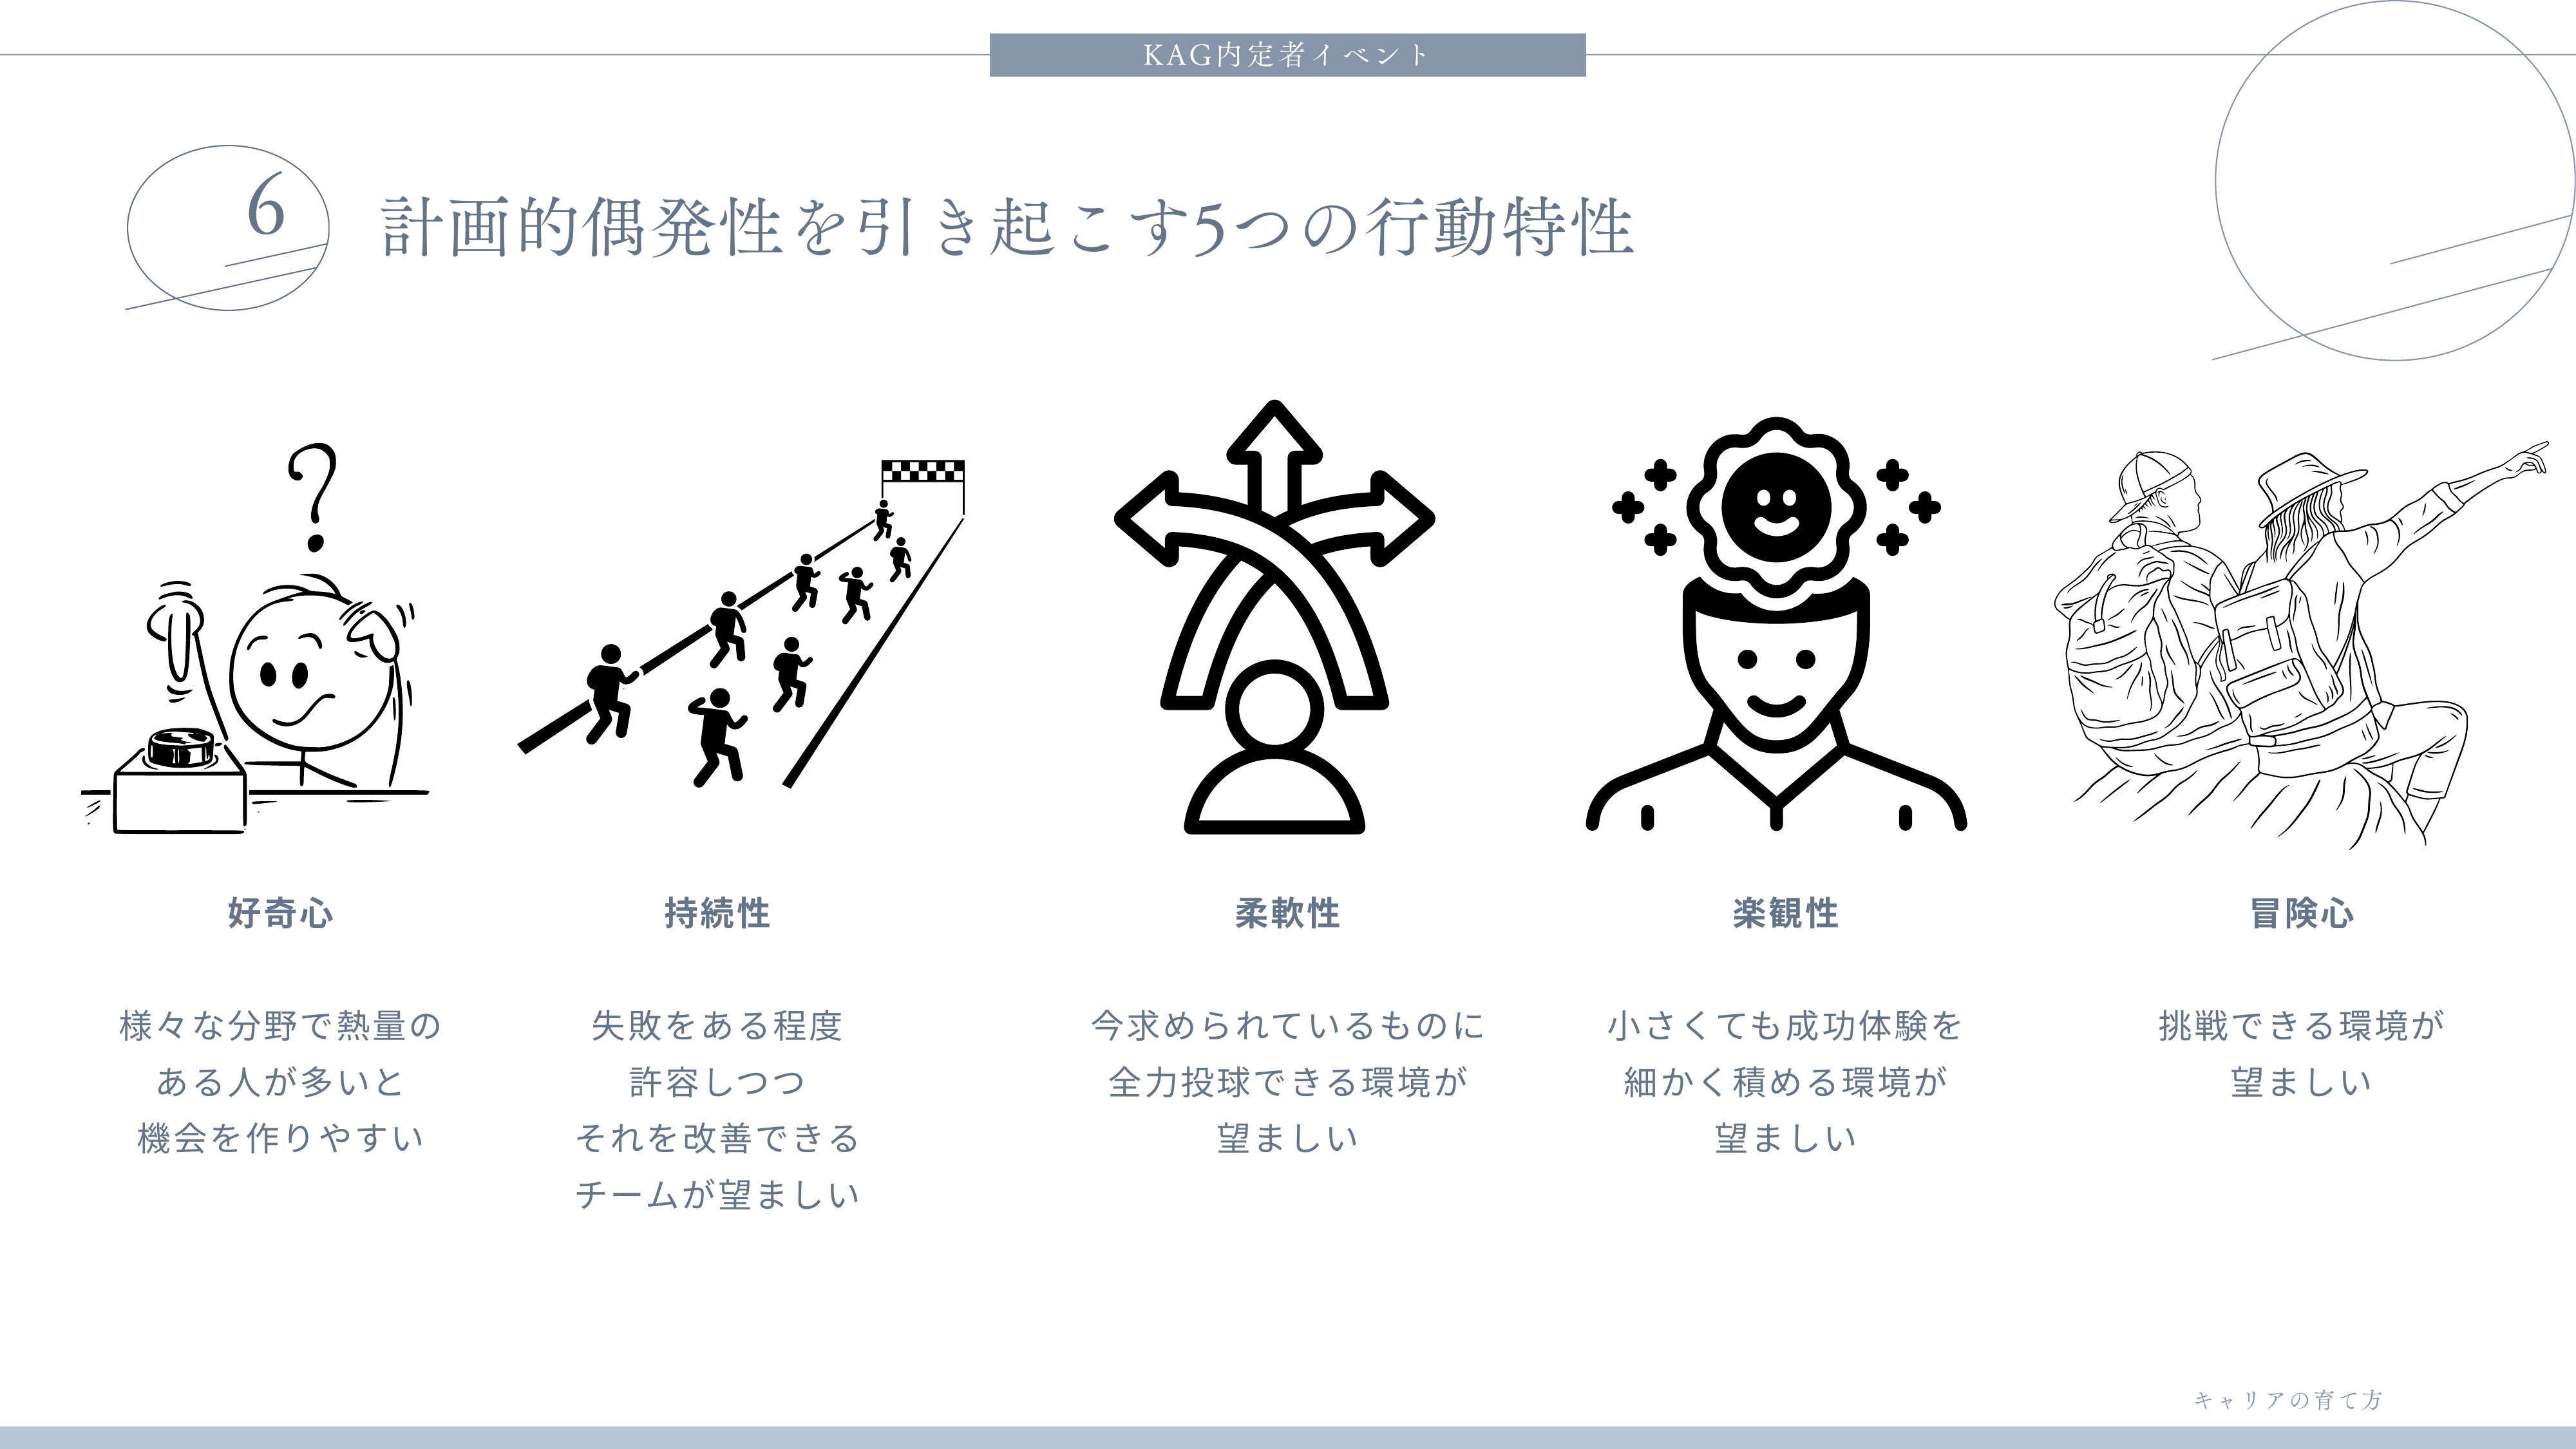 KAG内定者イベント
6
計画的偶発性を引き起こす5つの行動特性
?
好奇心
様々な分野で熱量の
ある人が多いと
機会を作りやすい
持続性
失敗をある程度
許容しつつ
それを改善できる
チームが望ましい
柔軟性
今求められているものに
全力投球できる環境が
望ましい
楽観性
小さくても成功体験を
細かく積める環境が
望ましい
冒険心
挑戦できる環境が
望ましい
キャリアの育て方